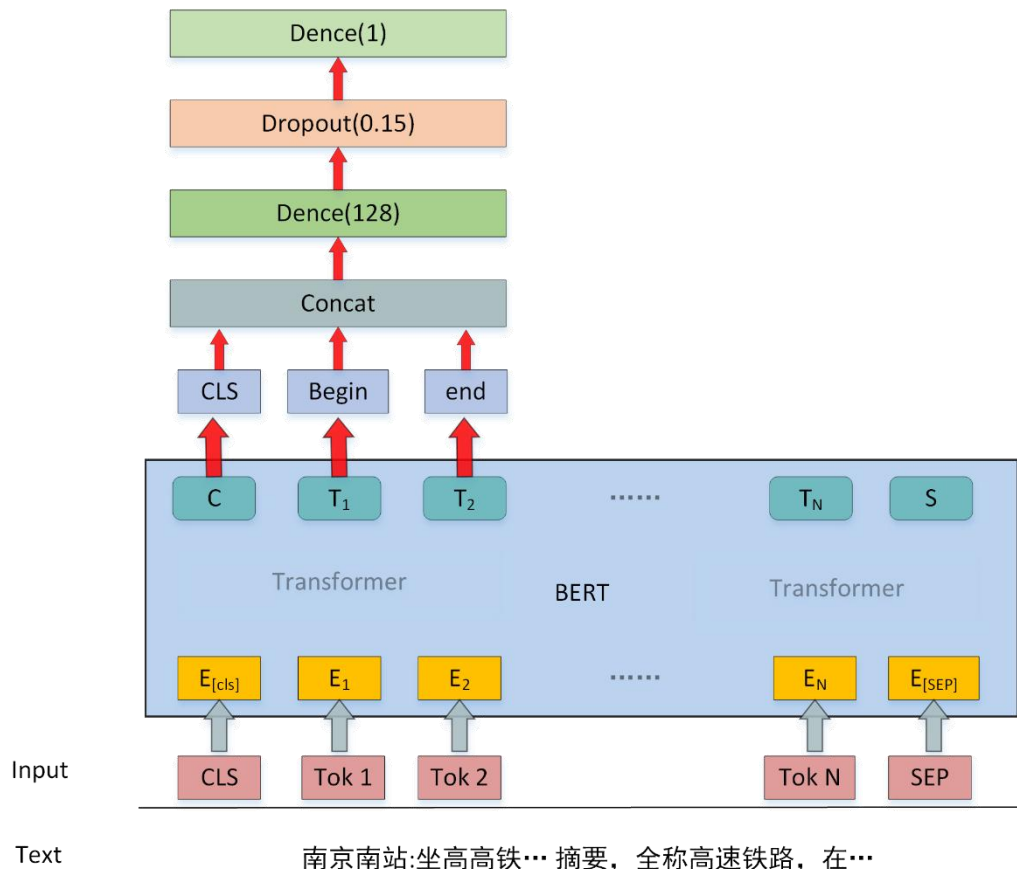 Dence(1)
Dropout(0.15)
Dence(128)
Concat
CLS Begin end
C T1 T2 ...... TN S
Transformer BERT Transformer
E[cls] E1 E2 ...... EN E[SEP]
Input CLS Tok 1 Tok 2 Tok N SEP
Text 南京南站:坐高高铁… 摘要，全称高速铁路，在…